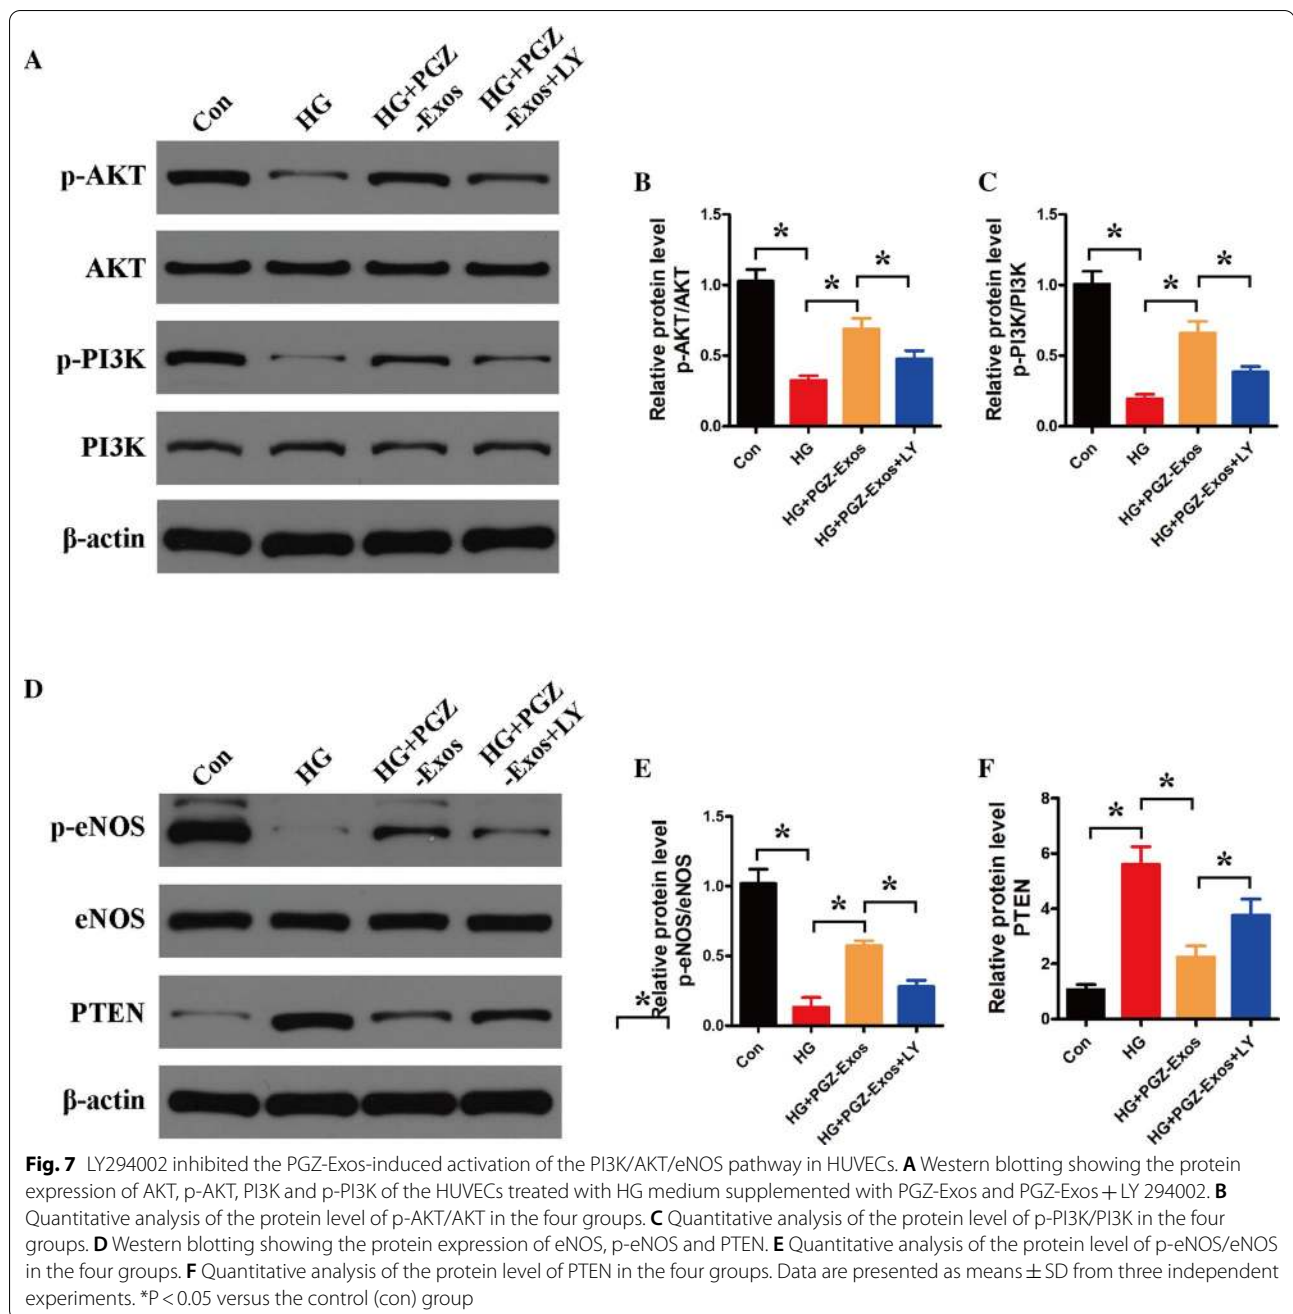 A
Con
HG
HG+PGZ
-Exos
HG+PGZ
-Exos+LY
p-AKT
AKT
p-PI3K
PI3K
β-actin
B
Relative protein level
p-AKT/AKT
1.5
1.0
0.5
0.0
*
*
*
Con
HG
HG+PGZ-Exos
HG+PGZ-Exos+LY
C
Relative protein level
p-PI3K/PI3K
1.5
1.0
0.5
0.0
*
*
*
Con
HG
HG+PGZ-Exos
HG+PGZ-Exos+LY
D
Con
HG
HG+PGZ
-Exos
HG+PGZ
-Exos+LY
p-eNOS
eNOS
PTEN
β-actin
E
Relative protein level
p-eNOS/eNOS
1.5
1.0
0.5
0.0
*
*
*
*
Con
HG
HG+PGZ-Exos
HG+PGZ-Exos+LY
F
Relative protein level
PTEN
8
6
4
2
0
*
*
*
Con
HG
HG+PGZ-Exos
HG+PGZ-Exos+LY
Fig. 7 LY294002 inhibited the PGZ-Exos-induced activation of the PI3K/AKT/eNOS pathway in HUVECs. A Western blotting showing the protein
expression of AKT, p-AKT, PI3K and p-PI3K of the HUVECs treated with HG medium supplemented with PGZ-Exos and PGZ-Exos + LY 294002. B
Quantitative analysis of the protein level of p-AKT/AKT in the four groups. C Quantitative analysis of the protein level of p-PI3K/PI3K in the four
groups. D Western blotting showing the protein expression of eNOS, p-eNOS and PTEN. E Quantitative analysis of the protein level of p-eNOS/eNOS
in the four groups. F Quantitative analysis of the protein level of PTEN in the four groups. Data are presented as means ± SD from three independent
experiments. *P < 0.05 versus the control (con) group